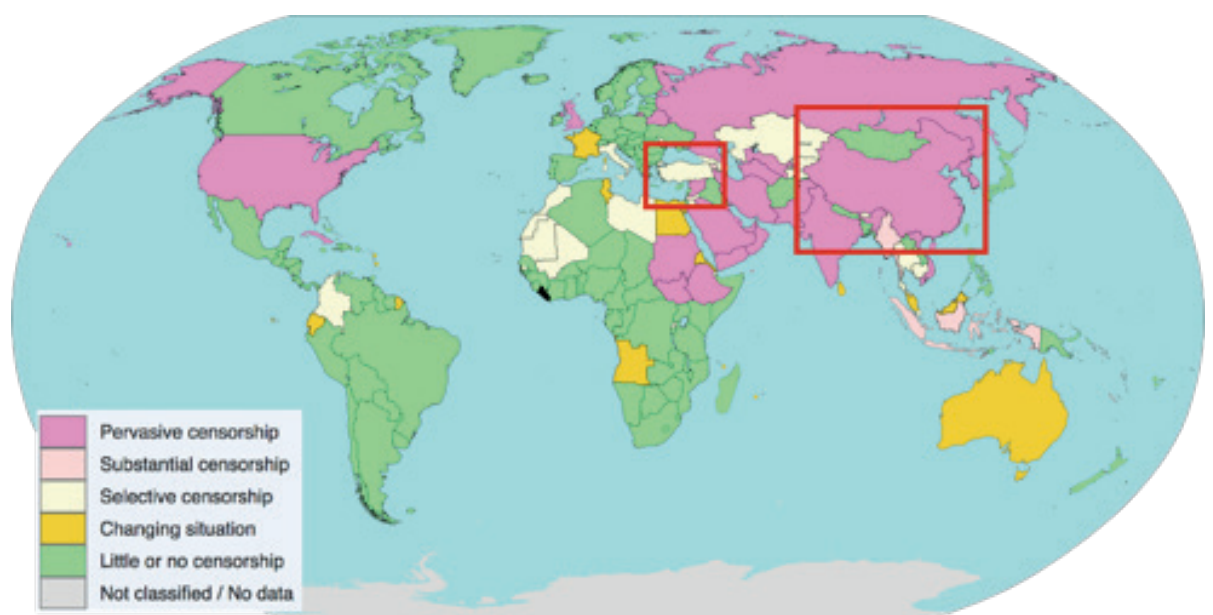 Pervasive censorship
Substantial censorship
Selective censorship
Changing situation
Little or no censorship
Not classified / No data